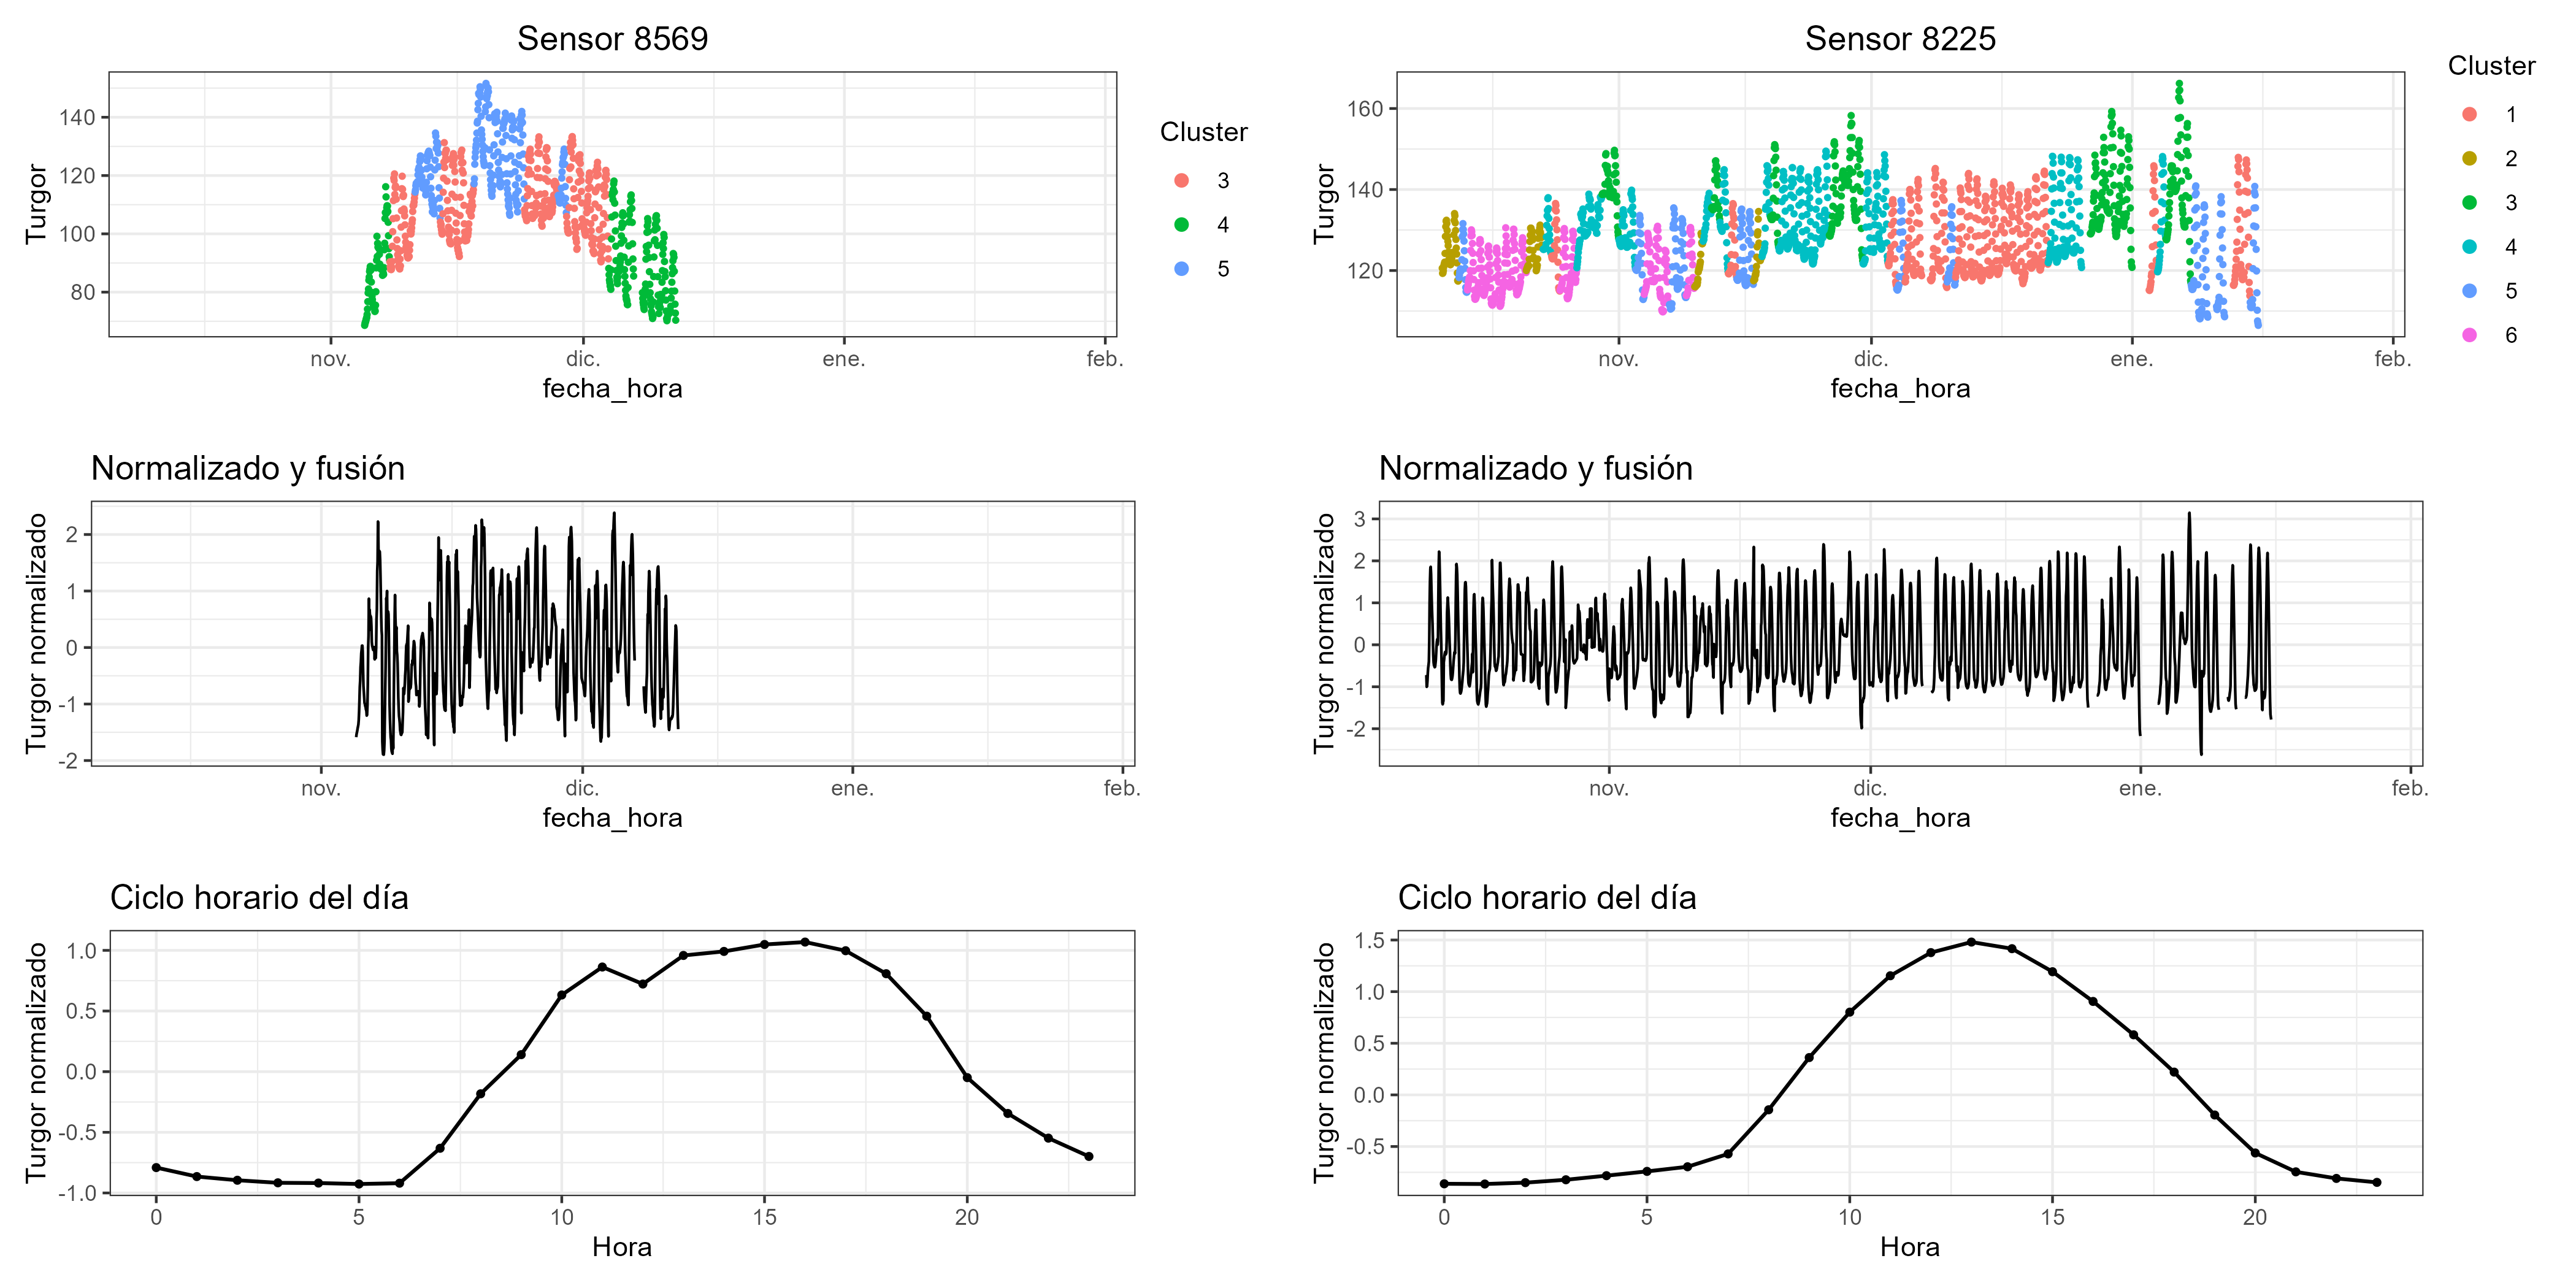 Sensor 8569
Turgor
140
120
100
80
nov.
dic.
ene.
feb.
fecha_hora
Cluster
3
4
5
Sensor 8225
Turgor
160
140
120
nov.
dic.
ene.
feb.
fecha_hora
Cluster
1
2
3
4
5
6
Normalizado y fusión
Turgor normalizado
2
1
0
-1
-2
nov.
dic.
ene.
feb.
fecha_hora
Normalizado y fusión
Turgor normalizado
3
2
1
0
-1
-2
nov.
dic.
ene.
feb.
fecha_hora
Ciclo horario del día
Turgor normalizado
1.0
0.5
0.0
-0.5
-1.0
0
5
10
15
20
Hora
Ciclo horario del día
Turgor normalizado
1.5
1.0
0.5
0.0
-0.5
0
5
10
15
20
Hora